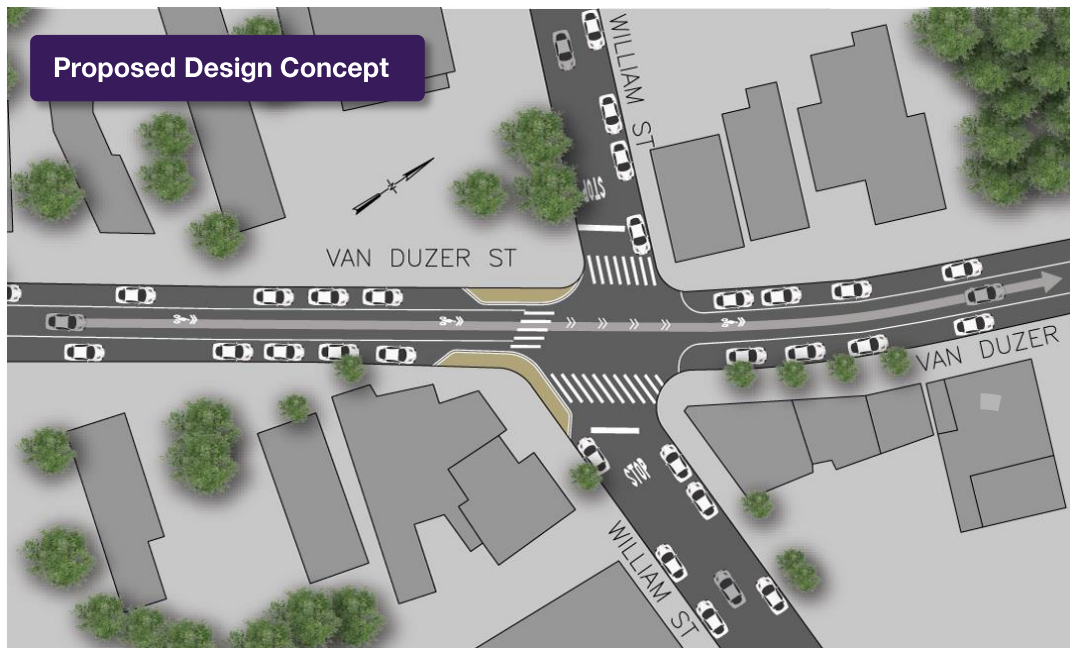 Proposed Design Concept
WILLIAM ST
STOP
VAN DUZER ST
VAN DUZER
STOP
WILLIAM ST